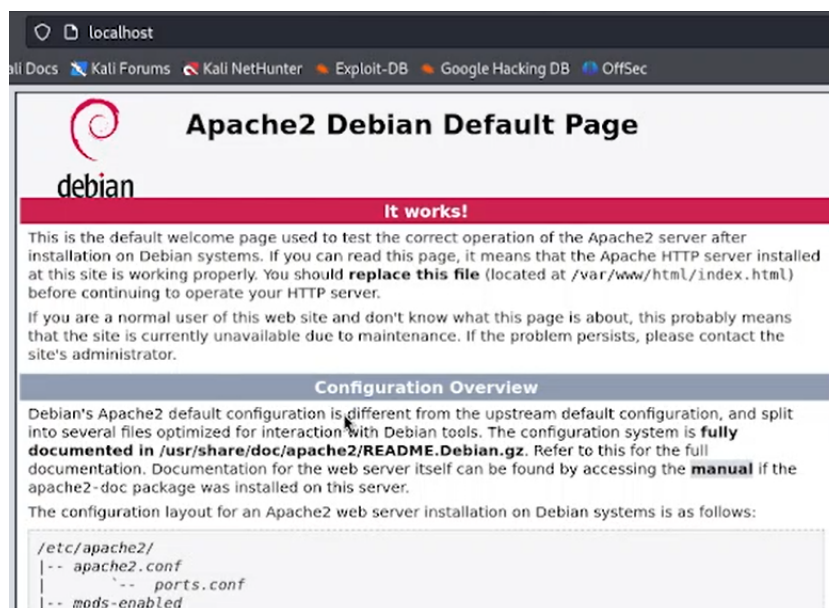 localhost
ali Docs Kali Forums Kali NetHunter Exploit-DB Google Hacking DB OffSec
Apache2 Debian Default Page
debian
It works!
This is the default welcome page used to test the correct operation of the Apache2 server after
installation on Debian systems. If you can read this page, it means that the Apache HTTP server installed
at this site is working properly. You should replace this file (located at /var/www/html/index.html)
before continuing to operate your HTTP server.
If you are a normal user of this web site and don't know what this page is about, this probably means
that the site is currently unavailable due to maintenance. If the problem persists, please contact the
site's administrator.
Configuration Overview
Debian's Apache2 default configuration is different from the upstream default configuration, and split
into several files optimized for interaction with Debian tools. The configuration system is fully
documented in /usr/share/doc/apache2/README.Debian.gz. Refer to this for the full
documentation. Documentation for the web server itself can be found by accessing the manual if the
apache2-doc package was installed on this server.
The configuration layout for an Apache2 web server installation on Debian systems is as follows:
/etc/apache2/
|-- apache2.conf
|       `--  ports.conf
|-- mods-enabled